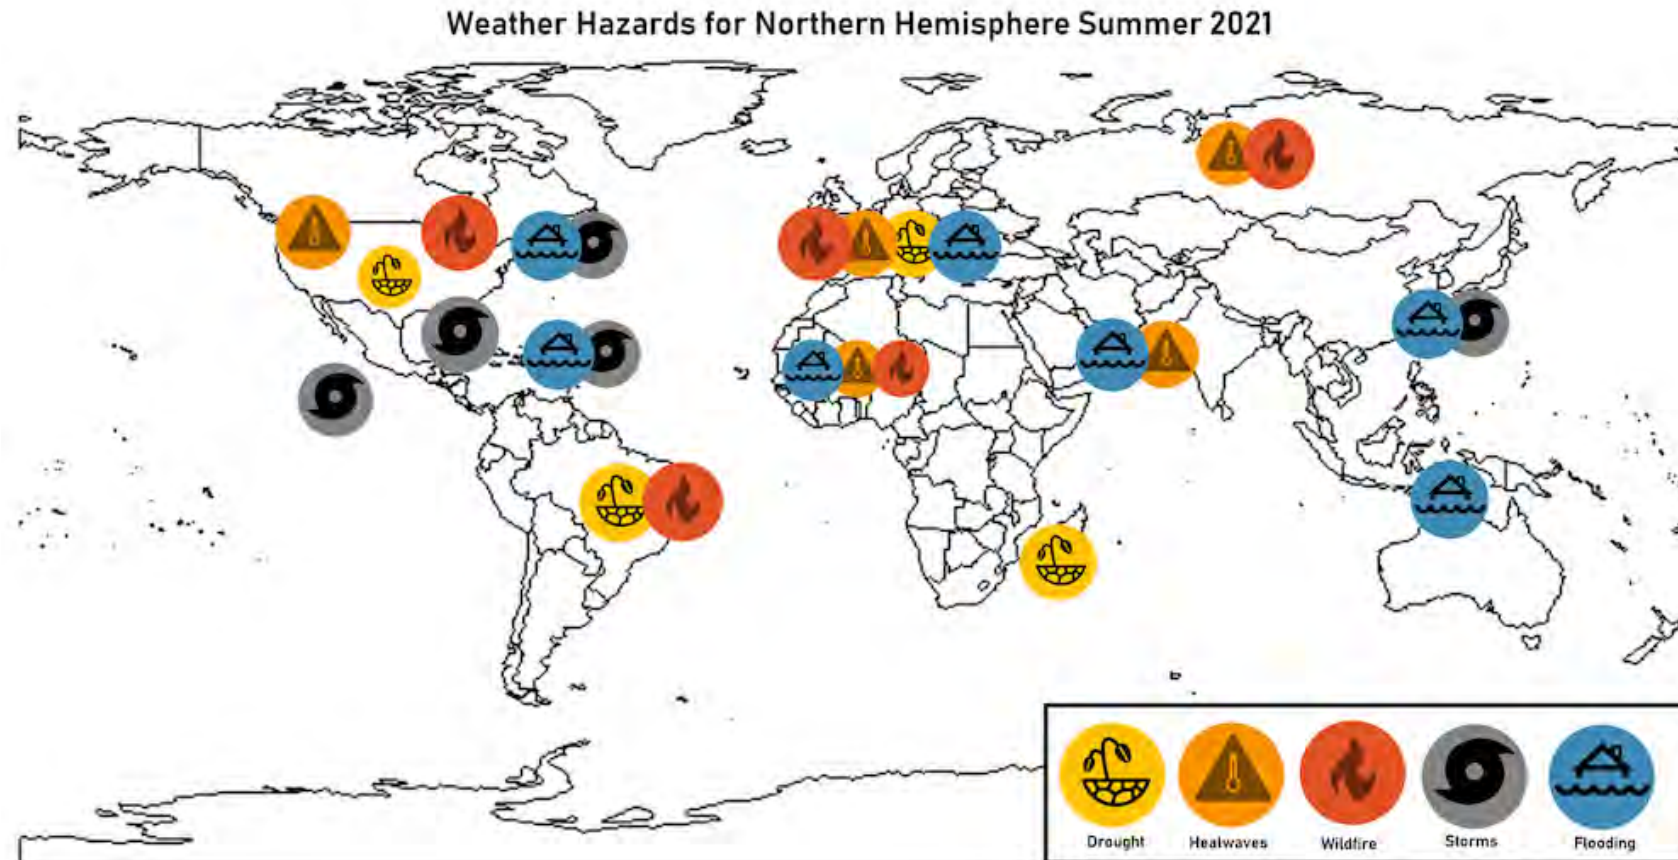 Weather Hazards for Northern Hemisphere Summer 2021
Drought Healwaves Wildfire Storms Flooding